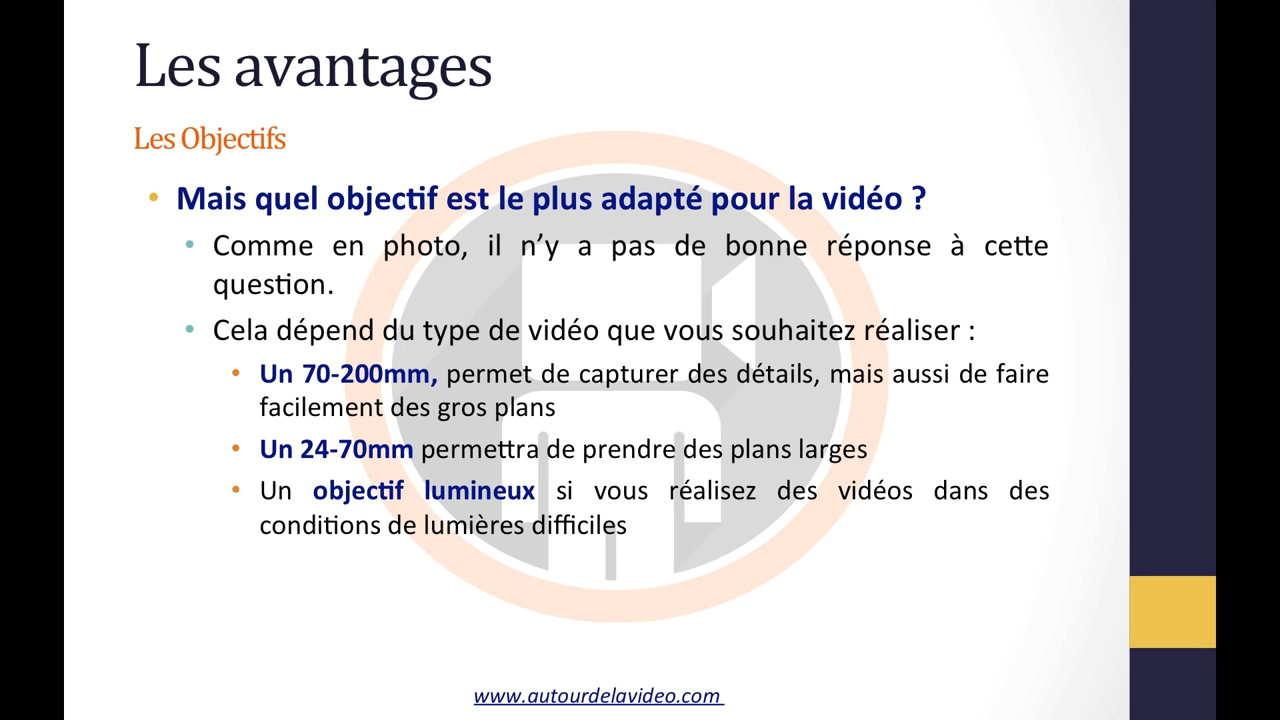 Les avantages
Les Objectifs
• Mais quel objectif est le plus adapté pour la vidéo ?
• Comme en photo, il n’y a pas de bonne réponse à cette
question.
• Cela dépend du type de vidéo que vous souhaitez réaliser :
• Un 70-200mm, permet de capturer des détails, mais aussi de faire
facilement des gros plans
• Un 24-70mm permettra de prendre des plans larges
• Un objectif lumineux si vous réalisez des vidéos dans des
conditions de lumières difficiles
www.autourdelavideo.com